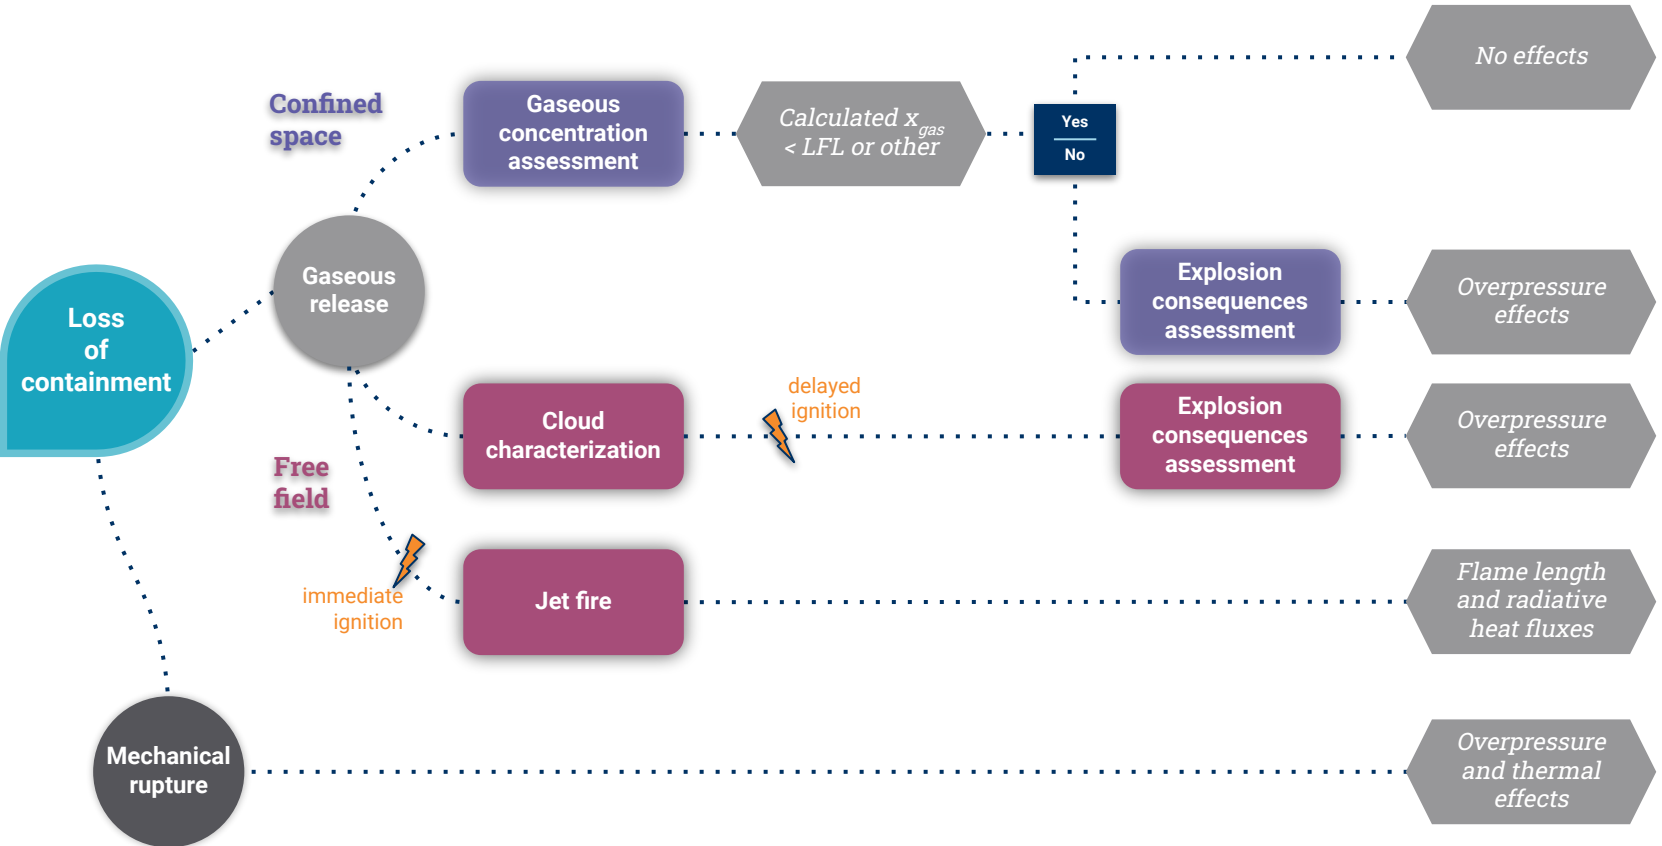 No effects
Confined
space
Gaseous
concentration
assessment
Calculated x_gas
< LFL or other
Yes
No
Gaseous
release
Explosion
consequences
assessment
Overpressure
effects
Loss
of
containment
delayed
ignition
Cloud
characterization
Explosion
consequences
assessment
Overpressure
effects
Free
field
immediate
ignition
Jet fire
Flame length
and radiative
heat fluxes
Mechanical
rupture
Overpressure
and thermal
effects